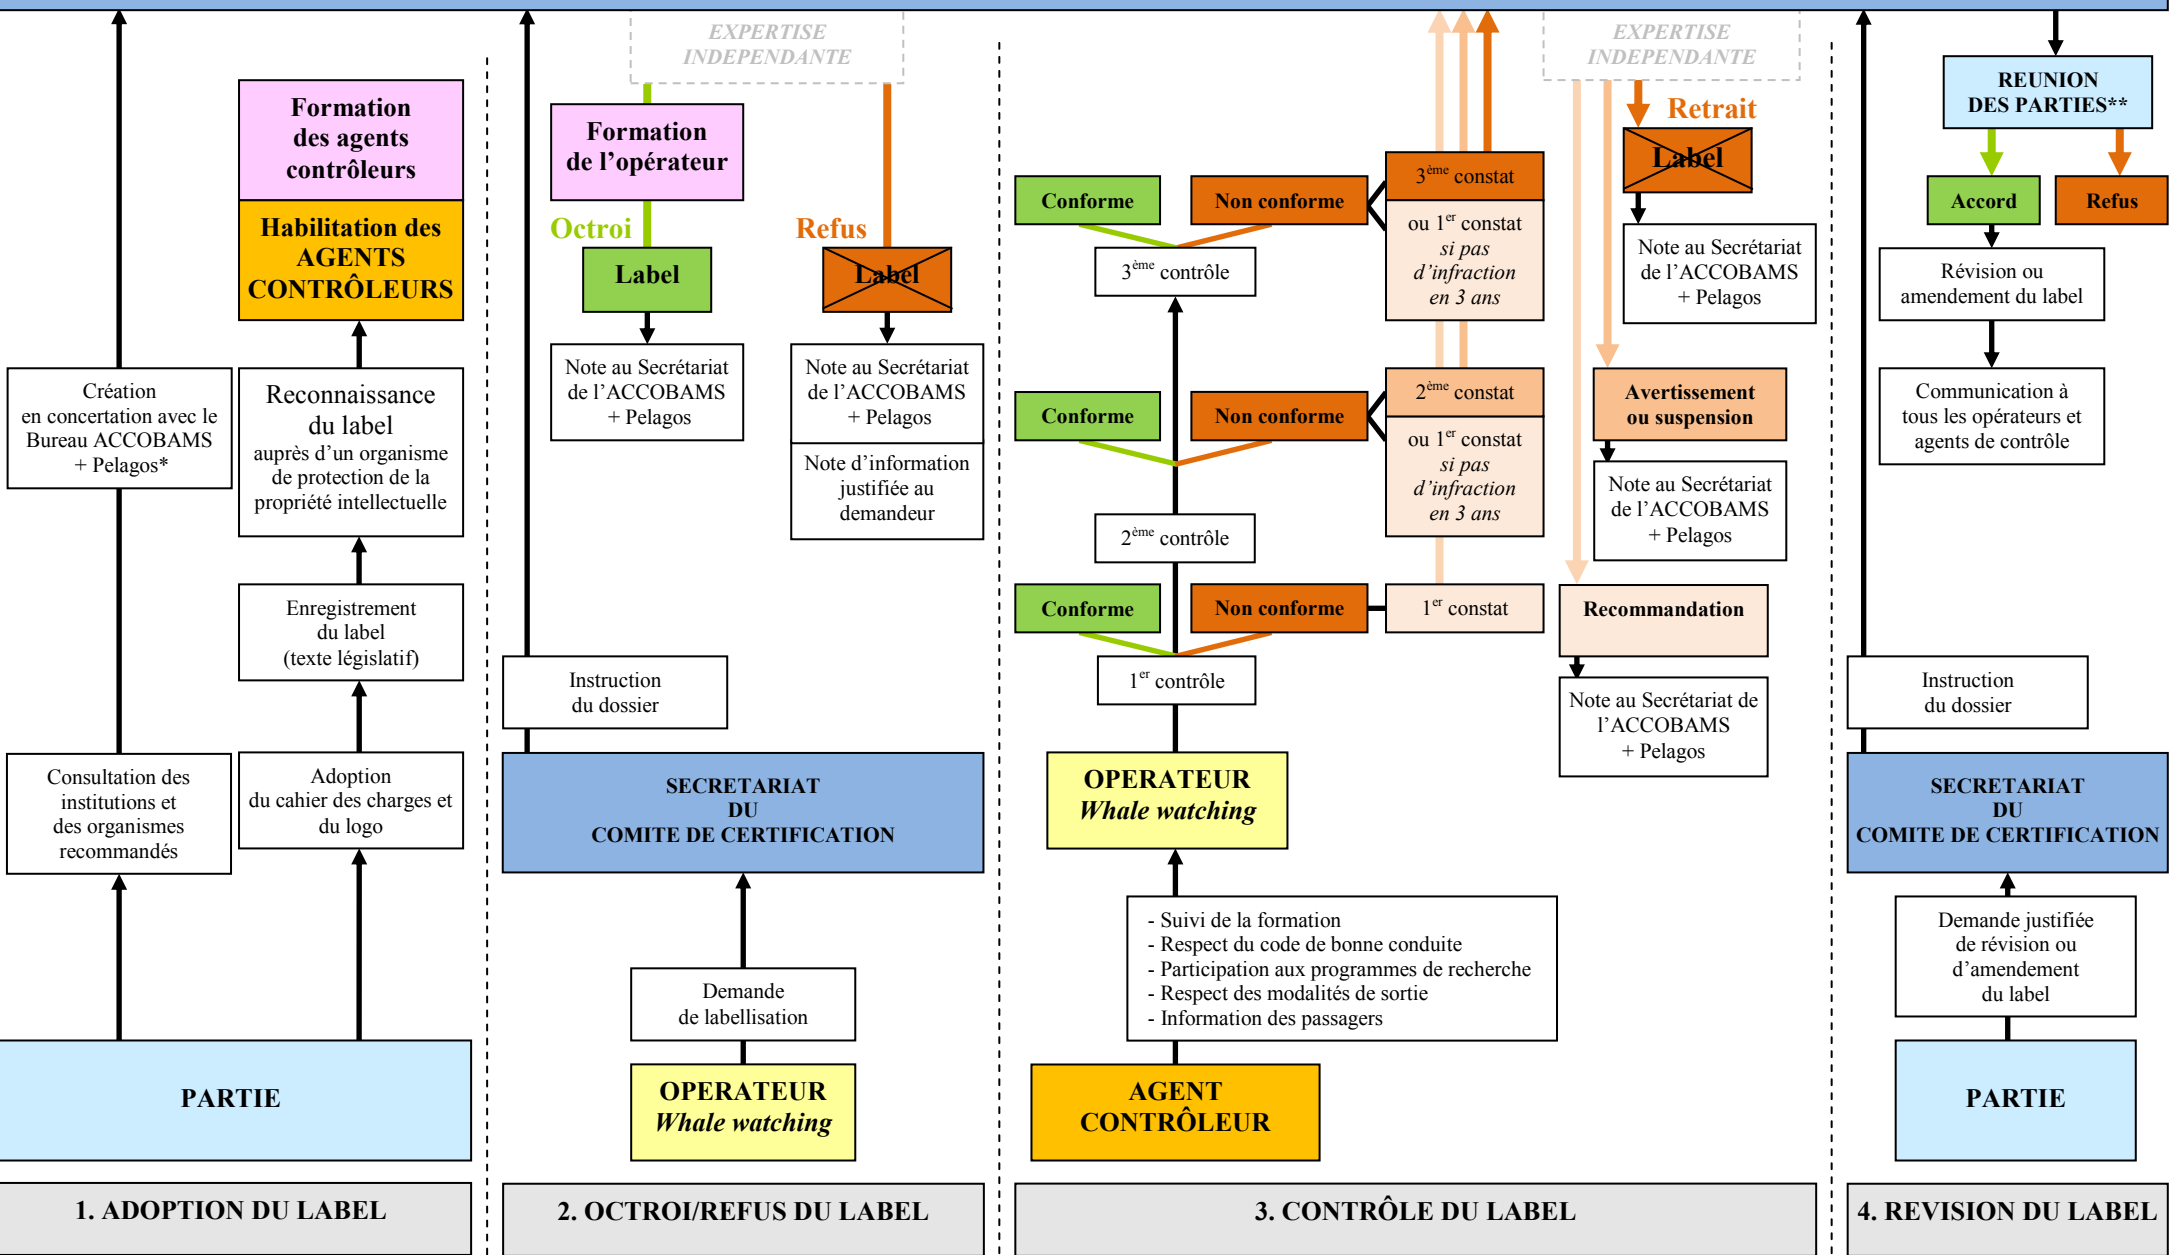 Formation
des agents
contrôleurs
Habilitation des
AGENTS
CONTRÔLEURS
Création
en concertation avec le
Bureau ACCOBAMS
+ Pelagos*
Reconnaissance
du label
auprès d'un organisme
de protection de la
propriété intellectuelle
Enregistrement
du label
(texte législatif)
Consultation des
institutions et
des organismes
recommandés
Adoption
du cahier des charges et
du logo
PARTIE
1. ADOPTION DU LABEL
EXPERTISE
INDEPENDANTE
Formation
de l'opérateur
Octroi
Refus
Label
Label
Note au Secrétariat
de l'ACCOBAMS
+ Pelagos
Note au Secrétariat
de l'ACCOBAMS
+ Pelagos
Note d'information
justifiée au
demandeur
Instruction
du dossier
SECRETARIAT
DU
COMITE DE CERTIFICATION
Demande
de labellisation
OPERATEUR
Whale watching
2. OCTROI/REFUS DU LABEL
EXPERTISE
INDEPENDANTE
Retrait
Label
Note au Secrétariat
de l'ACCOBAMS
+ Pelagos
Conforme
Non conforme
3ème constat
ou 1er constat
si pas
d'infraction
en 3 ans
3ème contrôle
Conforme
Non conforme
2ème constat
ou 1er constat
si pas
d'infraction
en 3 ans
Avertissement
ou suspension
Note au Secrétariat
de l'ACCOBAMS
+ Pelagos
2ème contrôle
Conforme
Non conforme
1er constat
Recommandation
Note au Secrétariat de
l'ACCOBAMS
+ Pelagos
1er contrôle
OPERATEUR
Whale watching
- Suivi de la formation
- Respect du code de bonne conduite
- Participation aux programmes de recherche
- Respect des modalités de sortie
- Information des passagers
AGENT
CONTRÔLEUR
3. CONTRÔLE DU LABEL
REUNION
DES PARTIES**
Accord
Refus
Révision ou
amendement du label
Communication à
tous les opérateurs et
agents de contrôle
Instruction
du dossier
SECRETARIAT
DU
COMITE DE CERTIFICATION
Demande justifiée
de révision ou
d'amendement
du label
PARTIE
4. REVISION DU LABEL